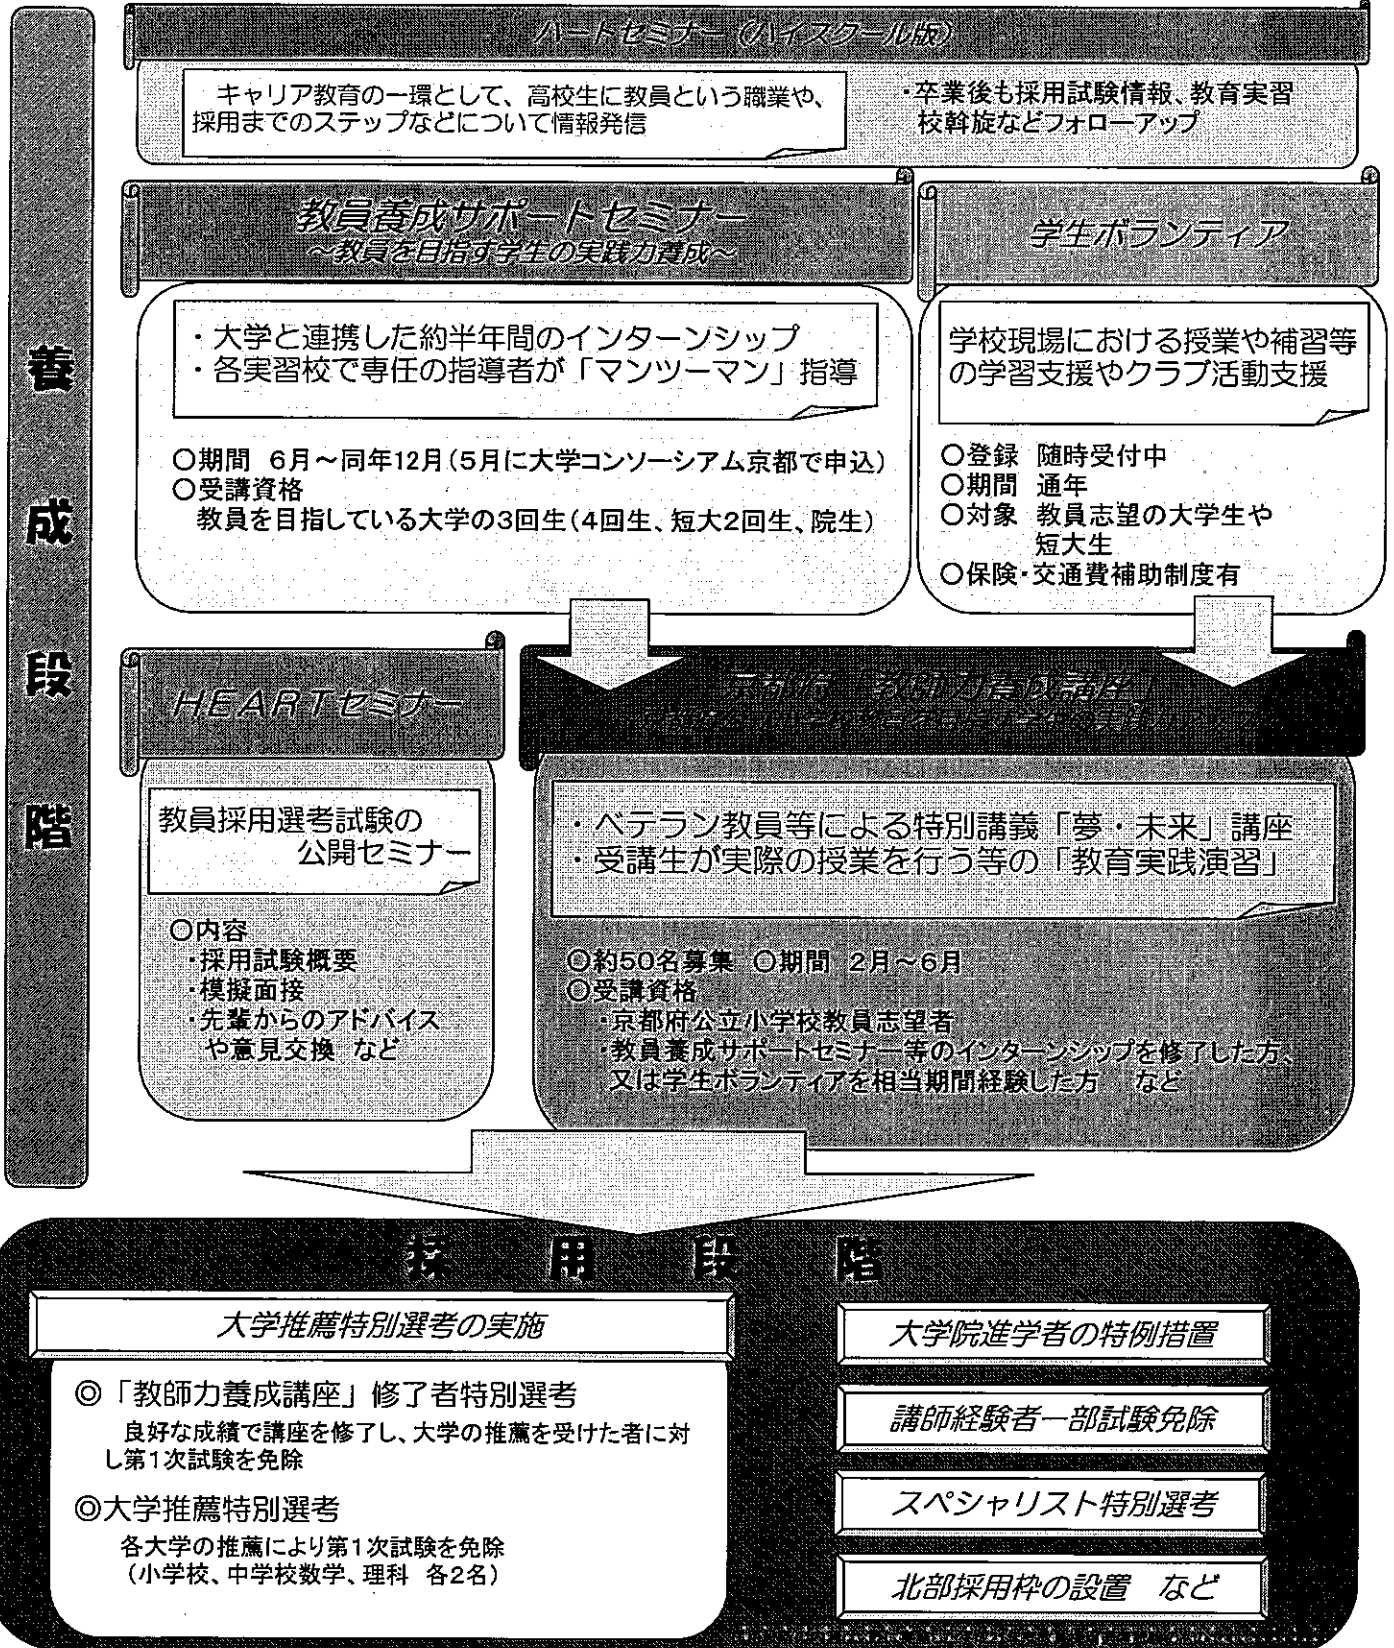 ハートセミナー(ハイスクール版)
キャリア教育の一環として、高校生に教員という職業や、
採用までのステップなどについて情報発信
・卒業後も採用試験情報、教育実習
校斡旋などフォローアップ
養成段階
教員養成サポートセミナー
～教員を目指す学生の実践力養成～
・大学と連携した約半年間のインターンシップ
・各実習校で専任の指導者が「マンツーマン」指導
○期間 6月～同年12月(5月に大学コンソーシアム京都で申込)
○受講資格
教員を目指している大学の3回生(4回生、短大2回生、院生)
学生ボランティア
学校現場における授業や補習等
の学習支援やクラブ活動支援
○登録 随時受付中
○期間 通年
○対象 教員志望の大学生や
短大生
○保険・交通費補助制度有
HEARTセミナー
教員採用選考試験の
公開セミナー
○内容
・採用試験概要
・模擬面接
・先輩からのアドバイス
や意見交換 など
京都府「教師力養成講座」
・ベテラン教員等による特別講義「夢・未来」講座
・受講生が実際の授業を行う等の「教育実践演習」
○約50名募集 ○期間 2月～6月
○受講資格
・京都府公立小学校教員志望者
・教員養成サポートセミナー等のインターンシップを修了した方、
又は学生ボランティアを相当期間経験した方 など
採用段階
大学推薦特別選考の実施
◎「教師力養成講座」修了者特別選考
良好な成績で講座を修了し、大学の推薦を受けた者に対
し第1次試験を免除
◎大学推薦特別選考
各大学の推薦により第1次試験を免除
(小学校、中学校数学、理科 各2名)
大学院進学者の特例措置
講師経験者一部試験免除
スペシャリスト特別選考
北部採用枠の設置 など